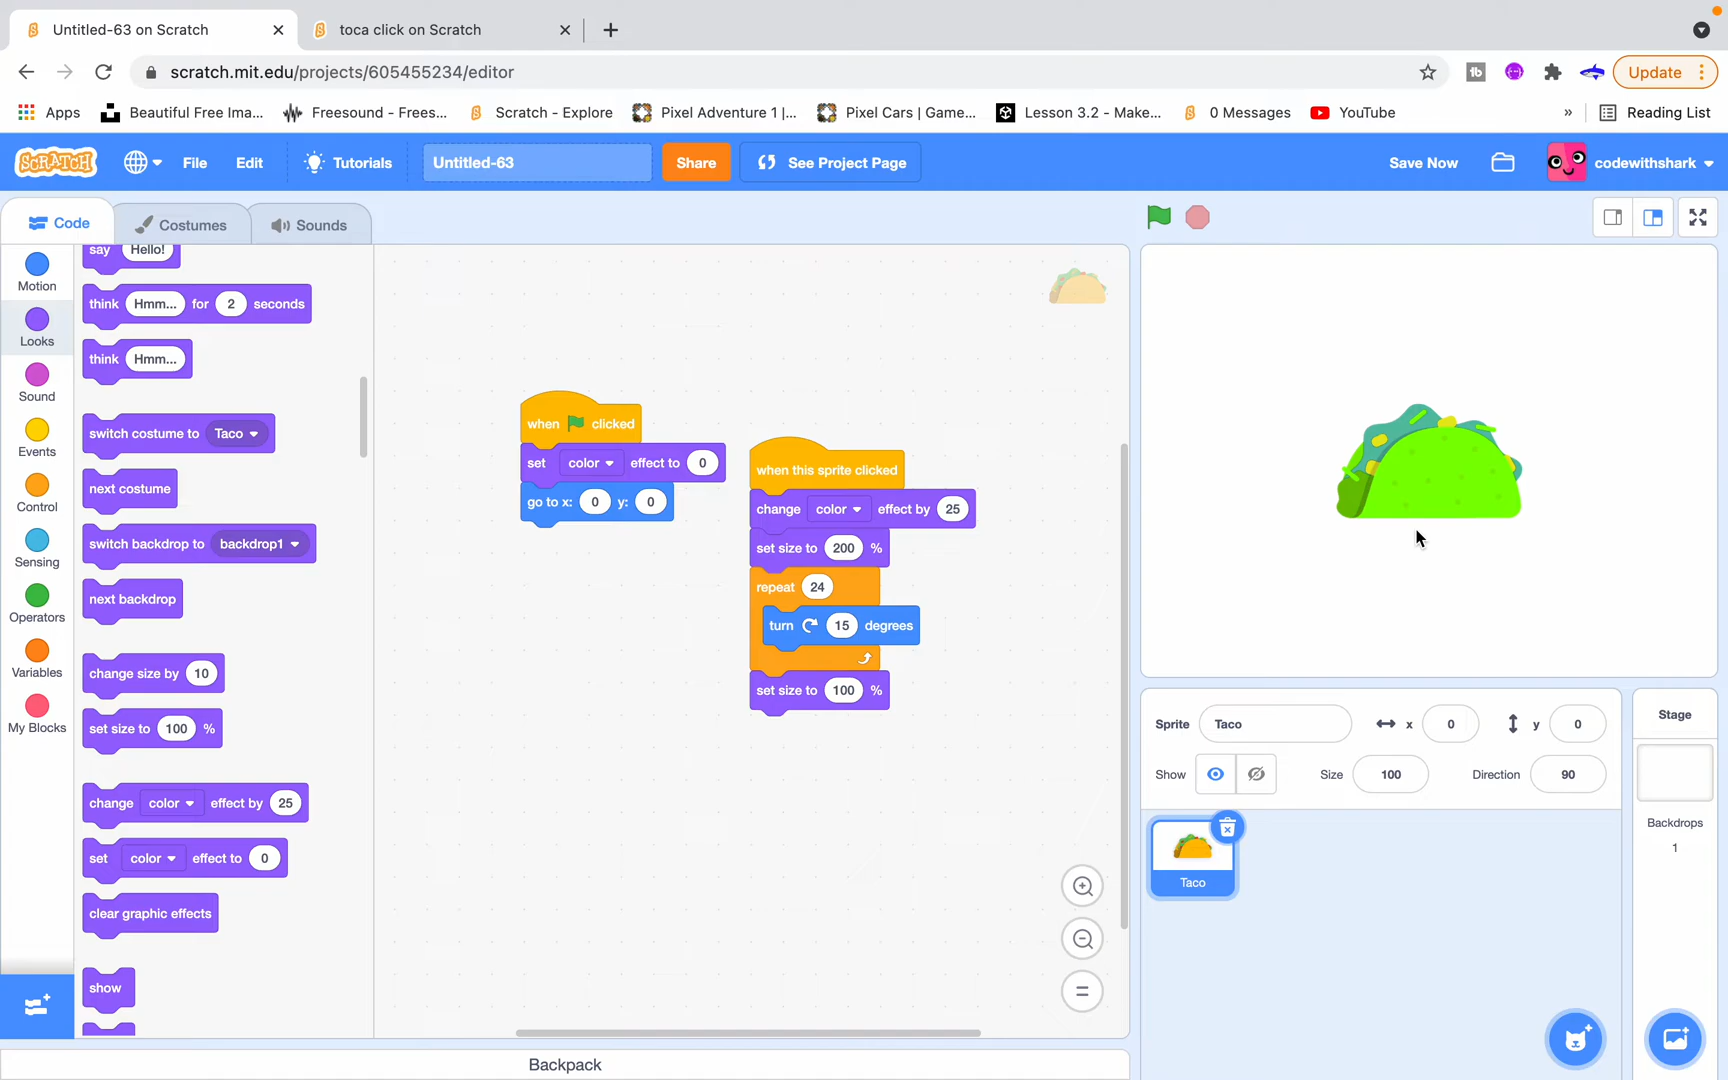 Untitled-63 on Scratch
toca click on Scratch
scratch.mit.edu/projects/605455234/editor
Update
Apps
Beautiful Free Ima...
Freesound - Frees...
Scratch - Explore
Pixel Adventure 1 |...
Pixel Cars | Game...
Lesson 3.2 - Make...
0 Messages
YouTube
»
Reading List
SCRATCH
File
Edit
Tutorials
Untitled-63
Share
See Project Page
Save Now
codewithshark
Code
Costumes
Sounds
Motion
Looks
Sound
Events
Control
Sensing
Operators
Variables
My Blocks
say Hello!
think Hmm... for 2 seconds
think Hmm...
switch costume to Taco
next costume
switch backdrop to backdrop1
next backdrop
change size by 10
set size to 100 %
change color effect by 25
set color effect to 0
clear graphic effects
show
when clicked
set color effect to 0
go to x: 0 y: 0
when this sprite clicked
change color effect by 25
set size to 200 %
repeat 24
turn 15 degrees
set size to 100 %
Backpack
Sprite Taco x 0 y 0
Show Size 100 Direction 90
Taco
Stage
Backdrops
1